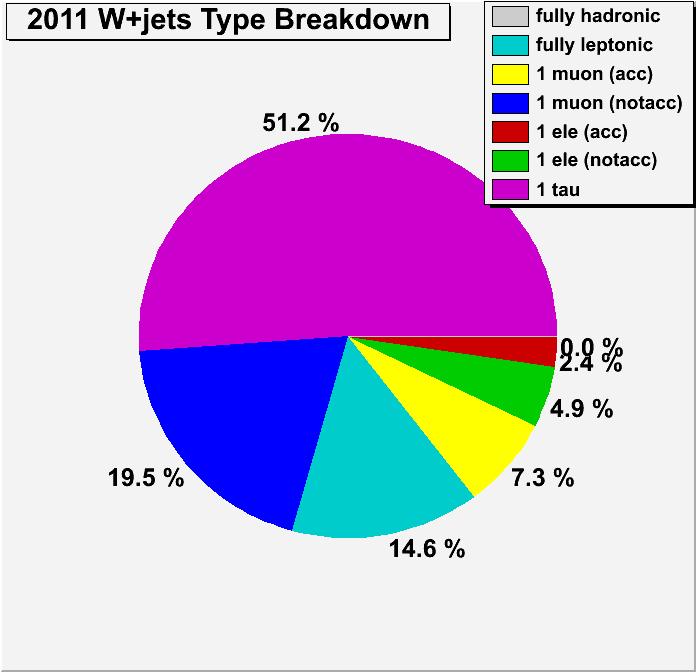 2011 W+jets Type Breakdown
fully hadronic
fully leptonic
1 muon (acc)
1 muon (notacc)
1 ele (acc)
1 ele (notacc)
1 tau
51.2 %
0.0 %
2.4 %
4.9 %
7.3 %
19.5 %
14.6 %